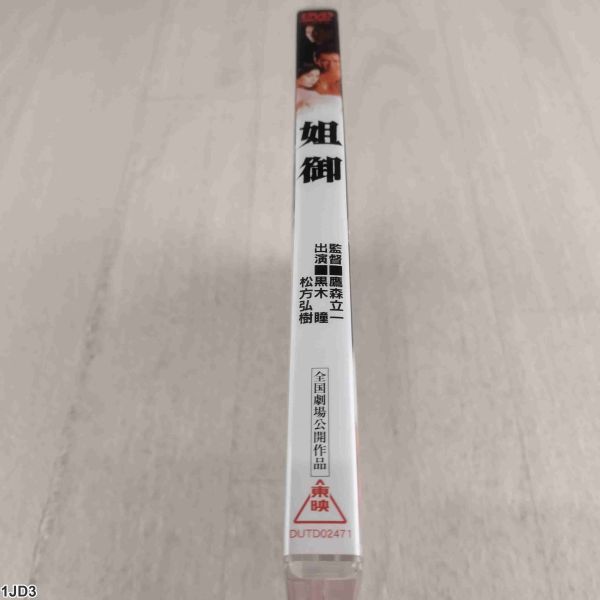 DVD
姐御
監督■鷹森立一
出演■黒木 瞳
松方弘樹
全国劇場公開作品
東映
DUTD02471
1JD3